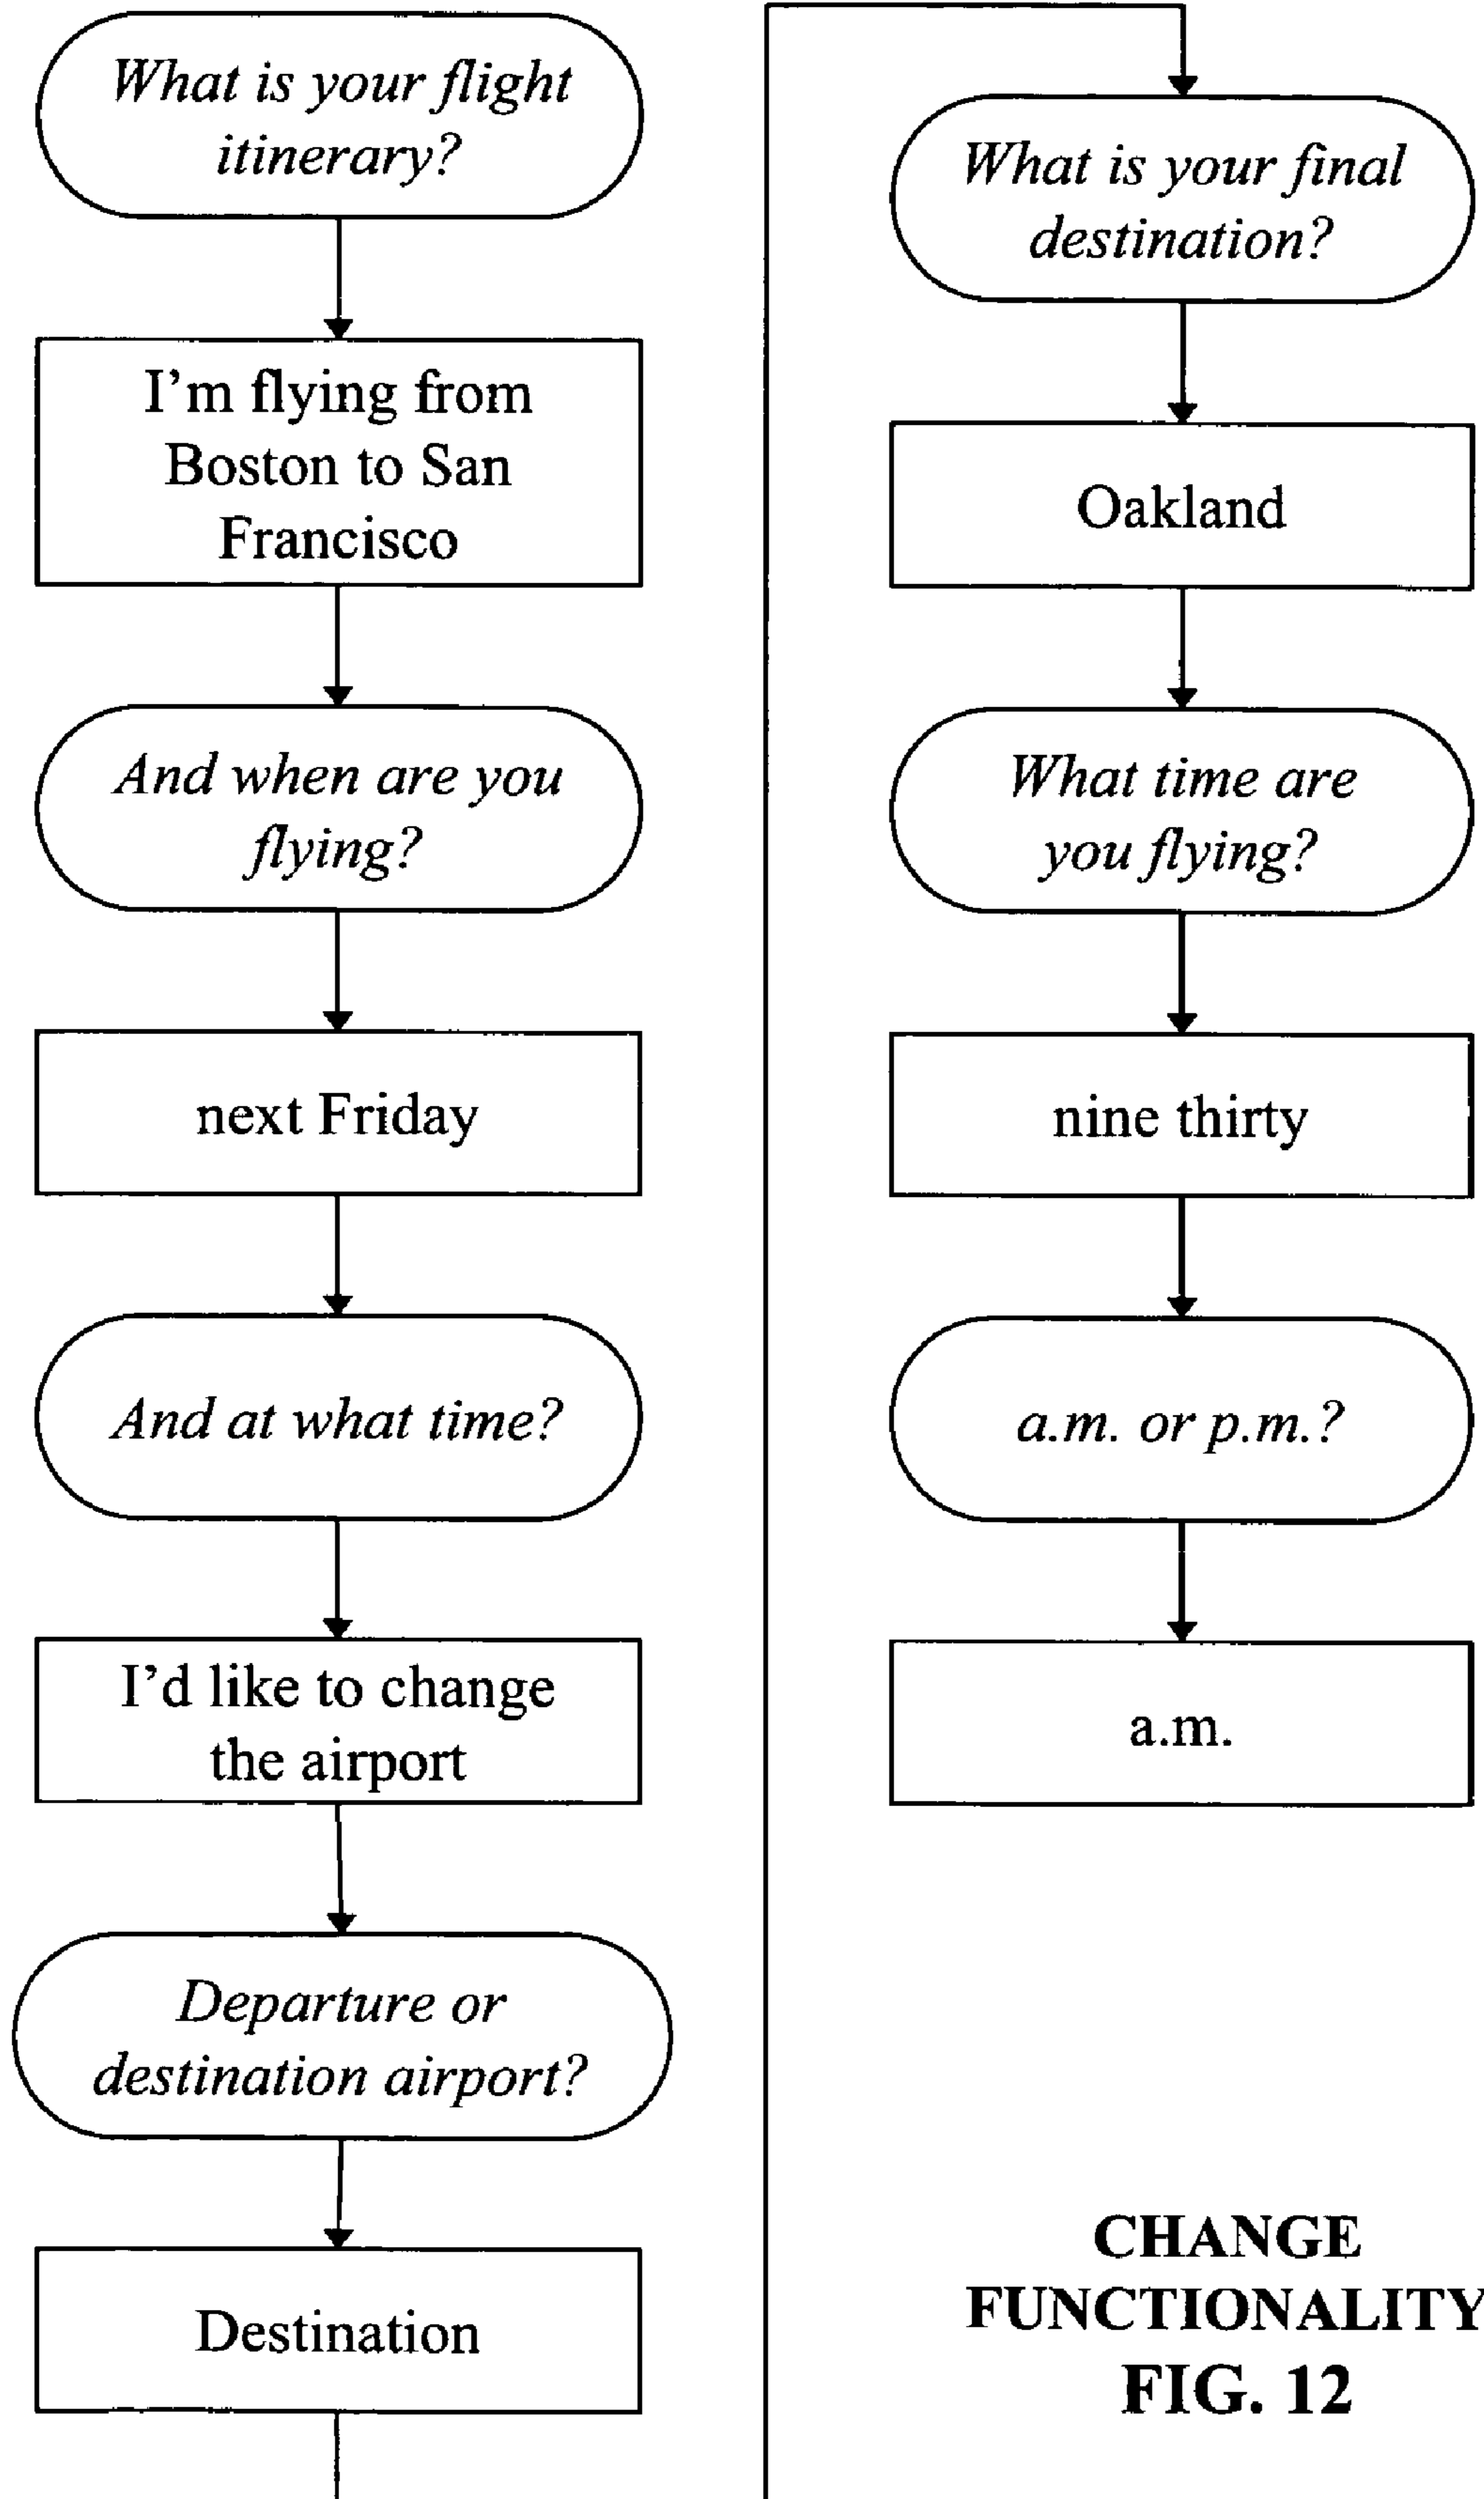 What is your flight
itinerary?
I'm flying from
Boston to San
Francisco
And when are you
flying?
next Friday
And at what time?
I'd like to change
the airport
Departure or
destination airport?
Destination
What is your final
destination?
Oakland
What time are
you flying?
nine thirty
a.m. or p.m.?
a.m.
CHANGE
FUNCTIONALITY
FIG. 12